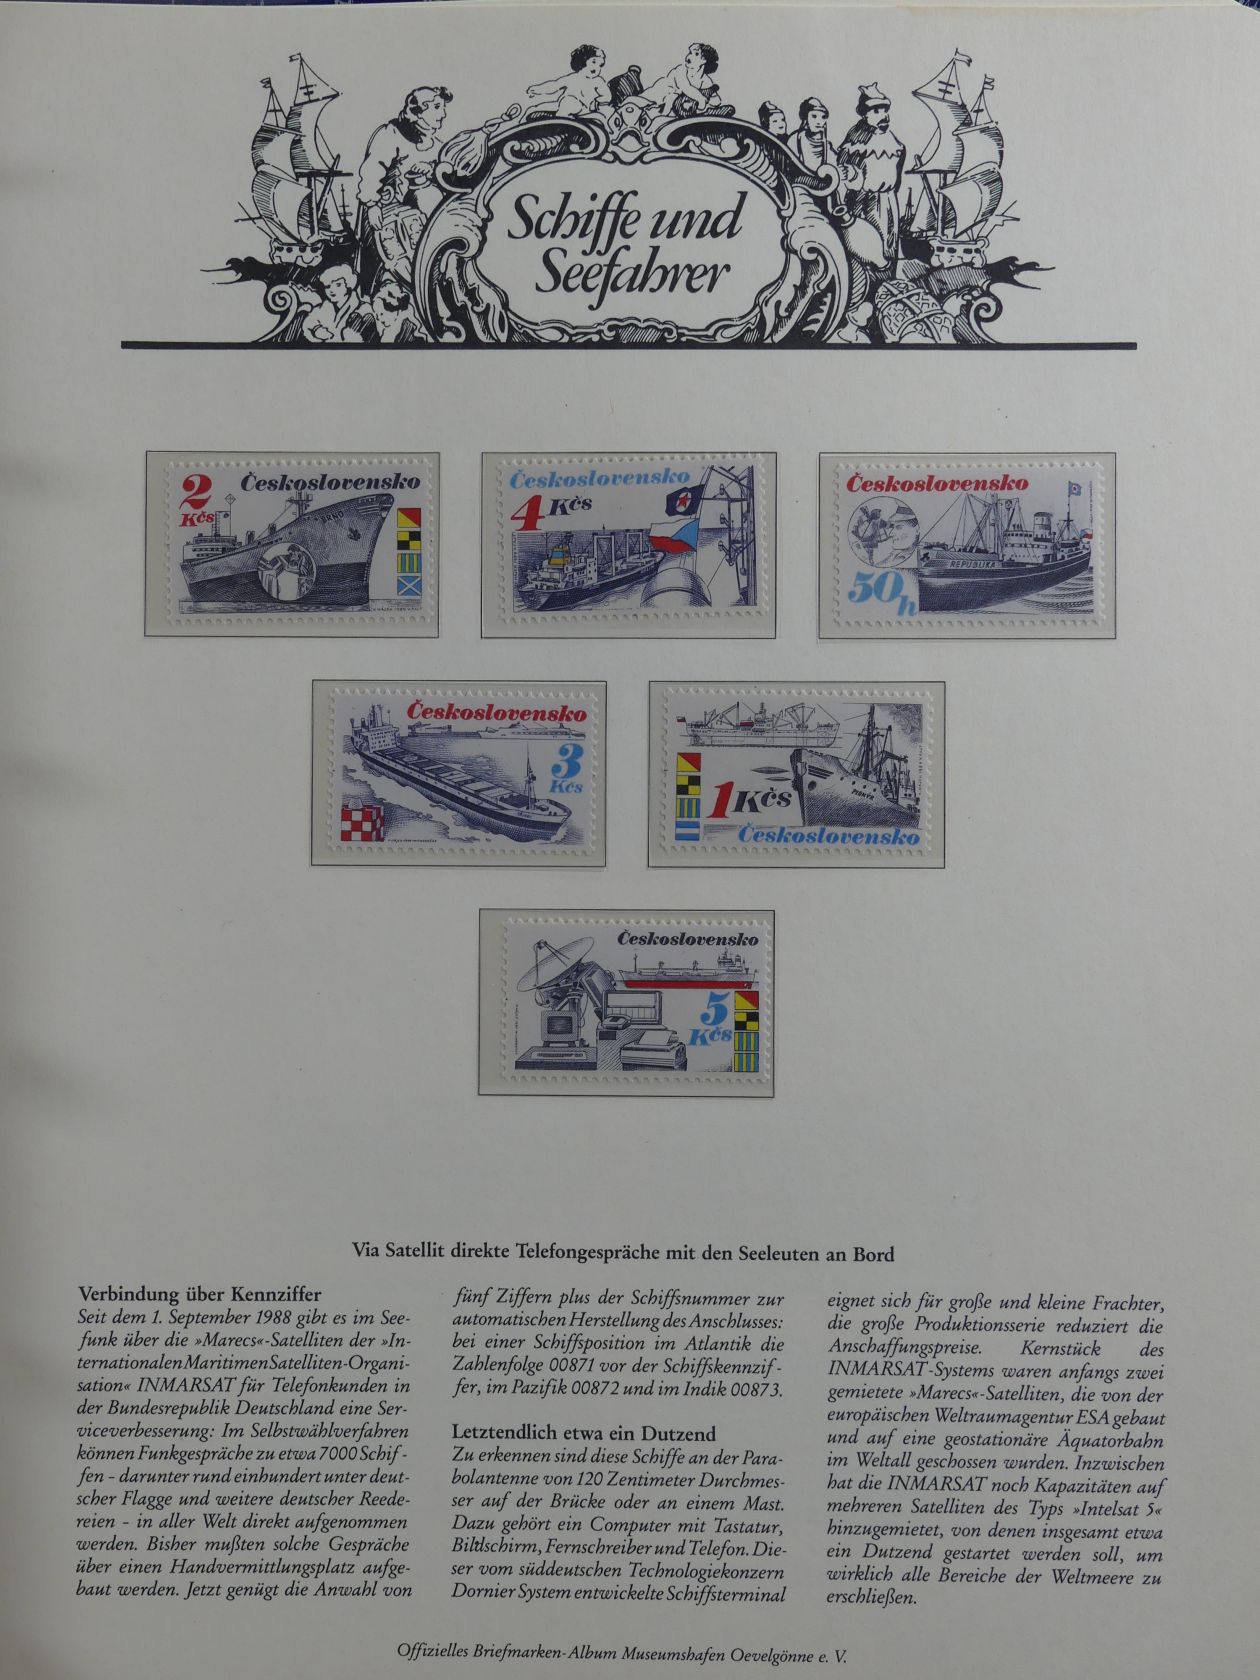 Schiffe und
Seefahrer
2
Kčs
Československo
BRNO
Československo
4 Kčs
Československo
REPUBLIKA
50h
Československo
3
Kčs
1 Kčs
Československo
Československo
5
Kčs
Via Satellit direkte Telefongespräche mit den Seeleuten an Bord
Verbindung über Kennziffer
Seit dem 1. September 1988 gibt es im See-
funk über die »Marecs«-Satelliten der »In-
ternationalen Maritimen Satelliten-Organi-
sation« INMARSAT für Telefonkunden in
der Bundesrepublik Deutschland eine Ser-
viceverbesserung: Im Selbstwählverfahren
können Funkgespräche zu etwa 7000 Schif-
fen - darunter rund einhundert unter deut-
scher Flagge und weitere deutscher Reede-
reien - in aller Welt direkt aufgenommen
werden. Bisher mußten solche Gespräche
über einen Handvermittlungsplatz aufge-
baut werden. Jetzt genügt die Anwahl von
fünf Ziffern plus der Schiffsnummer zur
automatischen Herstellung des Anschlusses:
bei einer Schiffsposition im Atlantik die
Zahlenfolge 00871 vor der Schiffskennzif-
fer, im Pazifik 00872 und im Indik 00873.
Letztendlich etwa ein Dutzend
Zu erkennen sind diese Schiffe an der Para-
bolantenne von 120 Zentimeter Durchmes-
ser auf der Brücke oder an einem Mast.
Dazu gehört ein Computer mit Tastatur,
Bildschirm, Fernschreiber und Telefon. Die-
ser vom süddeutschen Technologiekonzern
Dornier System entwickelte Schiffsterminal
eignet sich für große und kleine Frachter,
die große Produktionsserie reduziert die
Anschaffungspreise. Kernstück des
INMARSAT-Systems waren anfangs zwei
gemietete »Marecs«-Satelliten, die von der
europäischen Weltraumagentur ESA gebaut
und auf eine geostationäre Äquatorbahn
im Weltall geschossen wurden. Inzwischen
hat die INMARSAT noch Kapazitäten auf
mehreren Satelliten des Typs »Intelsat 5«
hinzugemietet, von denen insgesamt etwa
ein Dutzend gestartet werden soll, um
wirklich alle Bereiche der Weltmeere zu
erschließen.
Offizielles Briefmarken-Album Museumshafen Oevelgönne e. V.